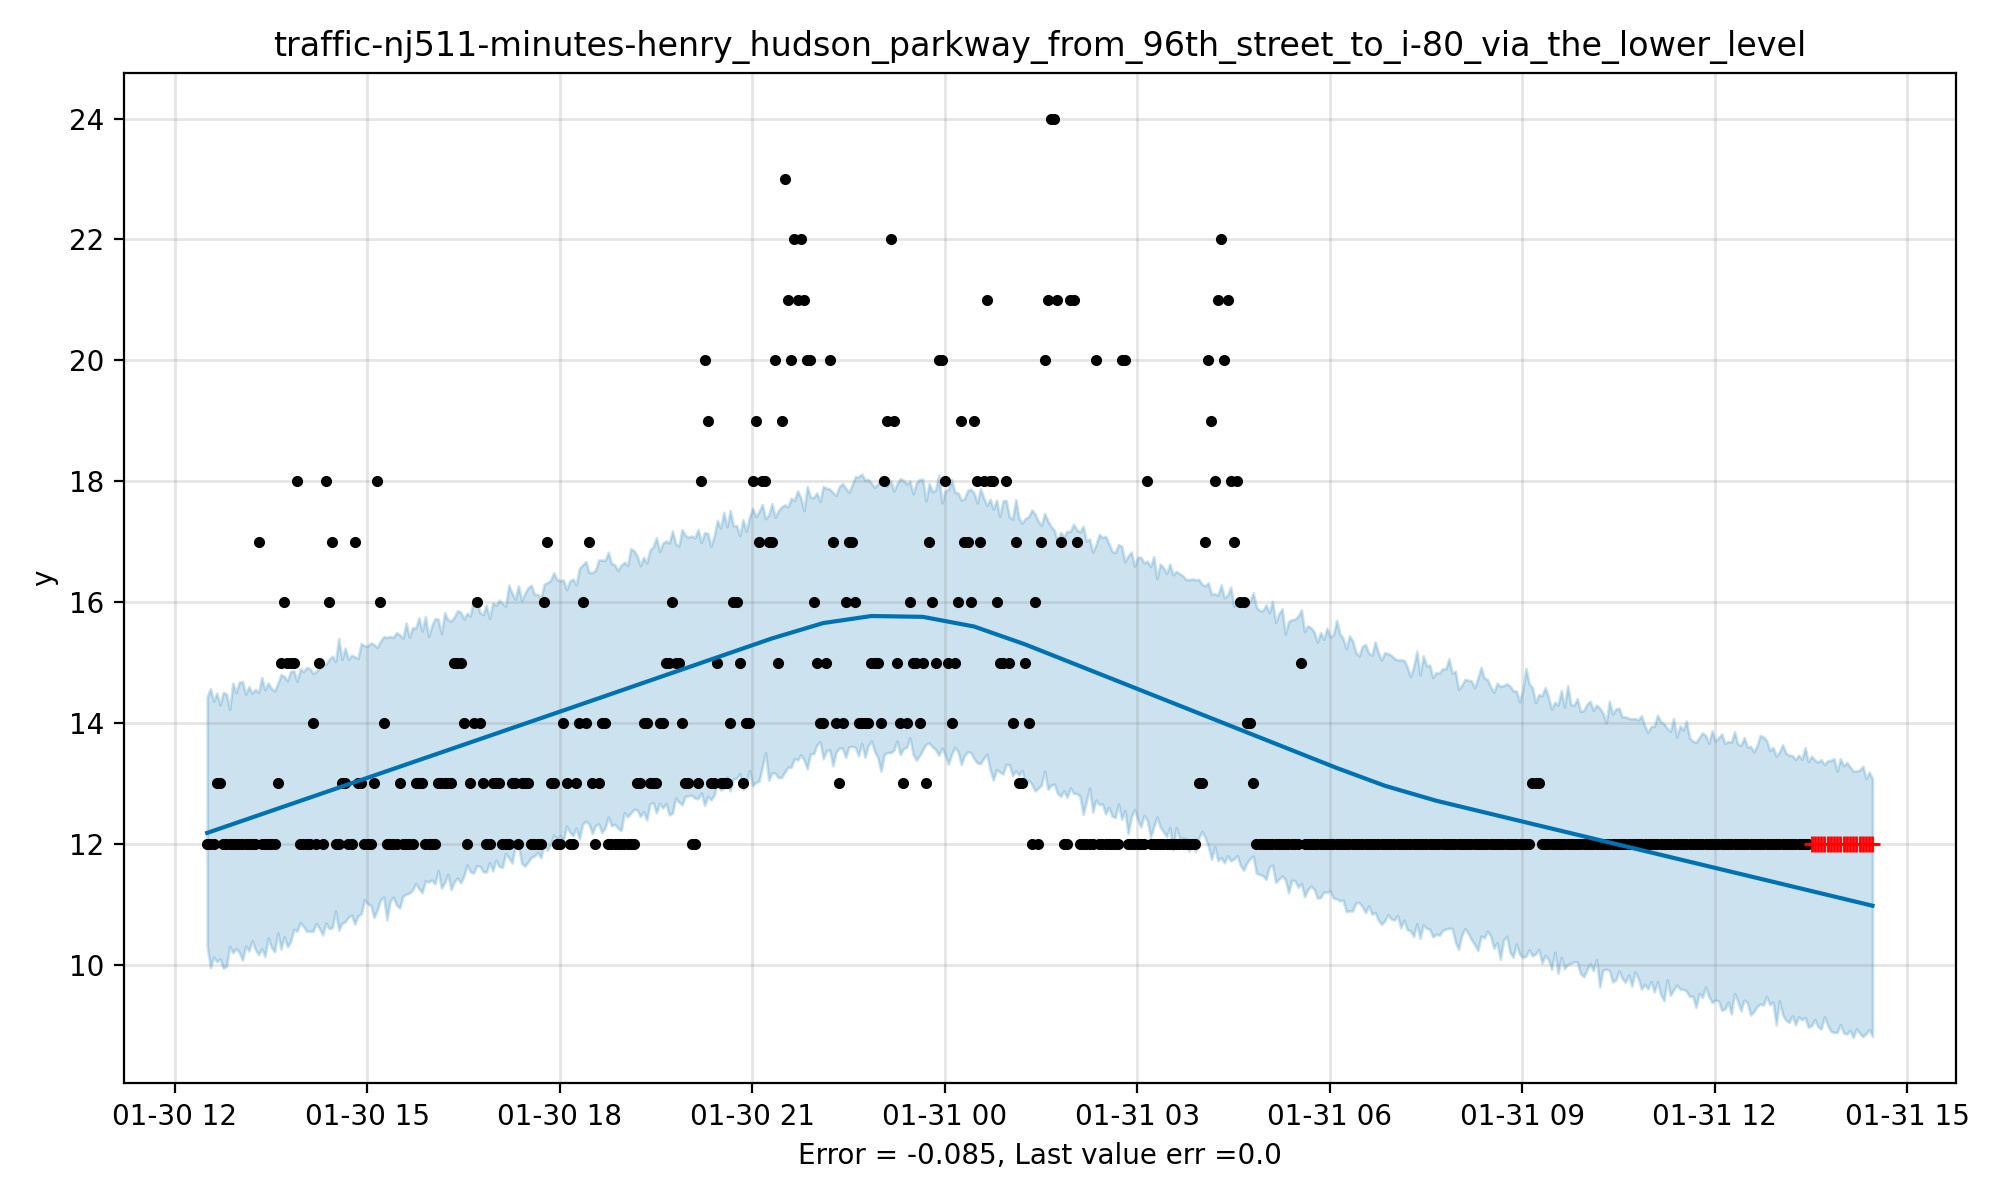 traffic-nj511-minutes-henry_hudson_parkway_from_96th_street_to_i-80_via_the_lower_level
24
22
20
18
16
14
12
10
y
01-30 12 01-30 15 01-30 18 01-30 21 01-31 00 01-31 03 01-31 06 01-31 09 01-31 12 01-31 15
Error = -0.085, Last value err =0.0